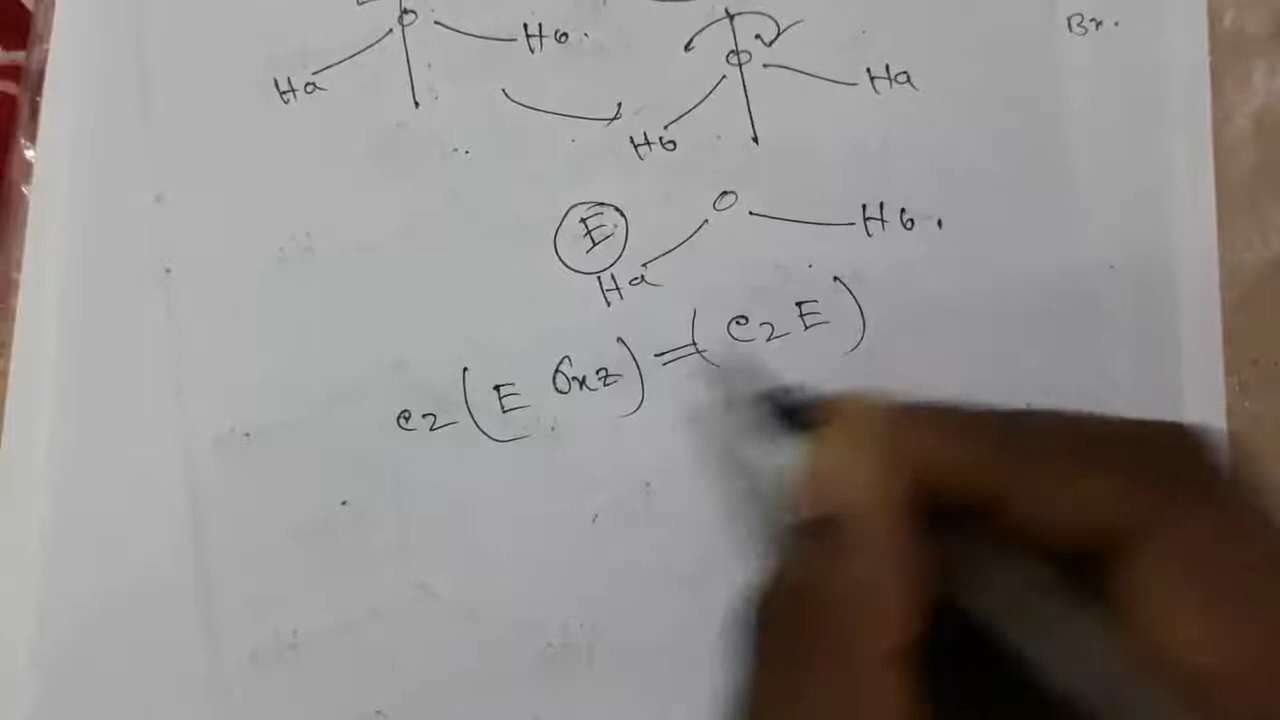 O Hb. Br.
Ha O Ha
Hb
O Hb.
E
Ha
(C2 E)
C2 (E σxz) =